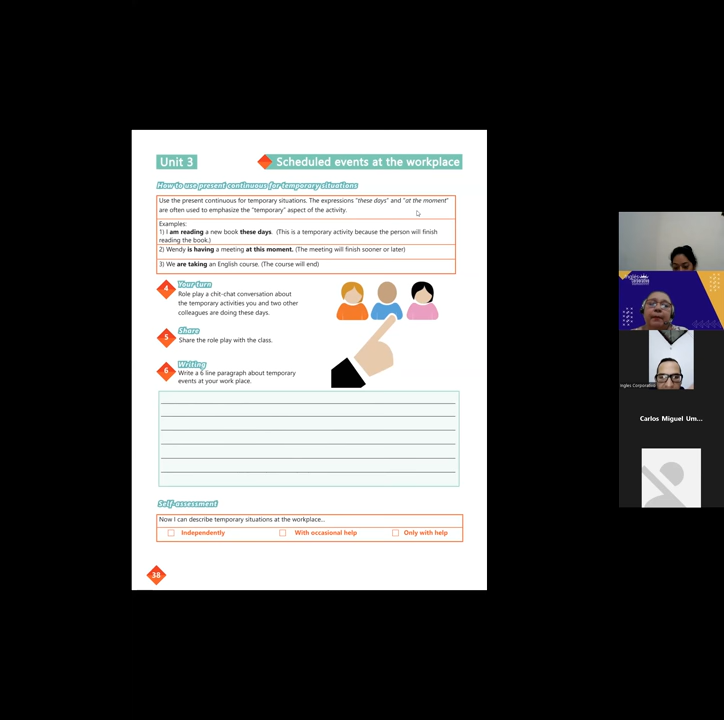 Unit 3
Scheduled events at the workplace
How to use present continuous for temporary situations
Use the present continuous for temporary situations. The expressions "these days" and "at the moment"
are often used to emphasize the "temporary" aspect of the activity.
Examples:
1) I am reading a new book these days. (This is a temporary activity because the person will finish
reading the book.)
2) Wendy is having a meeting at this moment. (The meeting will finish sooner or later)
3) We are taking an English course. (The course will end)
4
Your turn
Role play a chit-chat conversation about
the temporary activities you and two other
colleagues are doing these days.
5
Share
Share the role play with the class.
6
Writing
Write a 6 line paragraph about temporary
events at your work place.
Self-assessment
Now I can describe temporary situations at the workplace...
Independently
With occasional help
Only with help
38
Ingles Corporativo
Carlos Miguel Um...